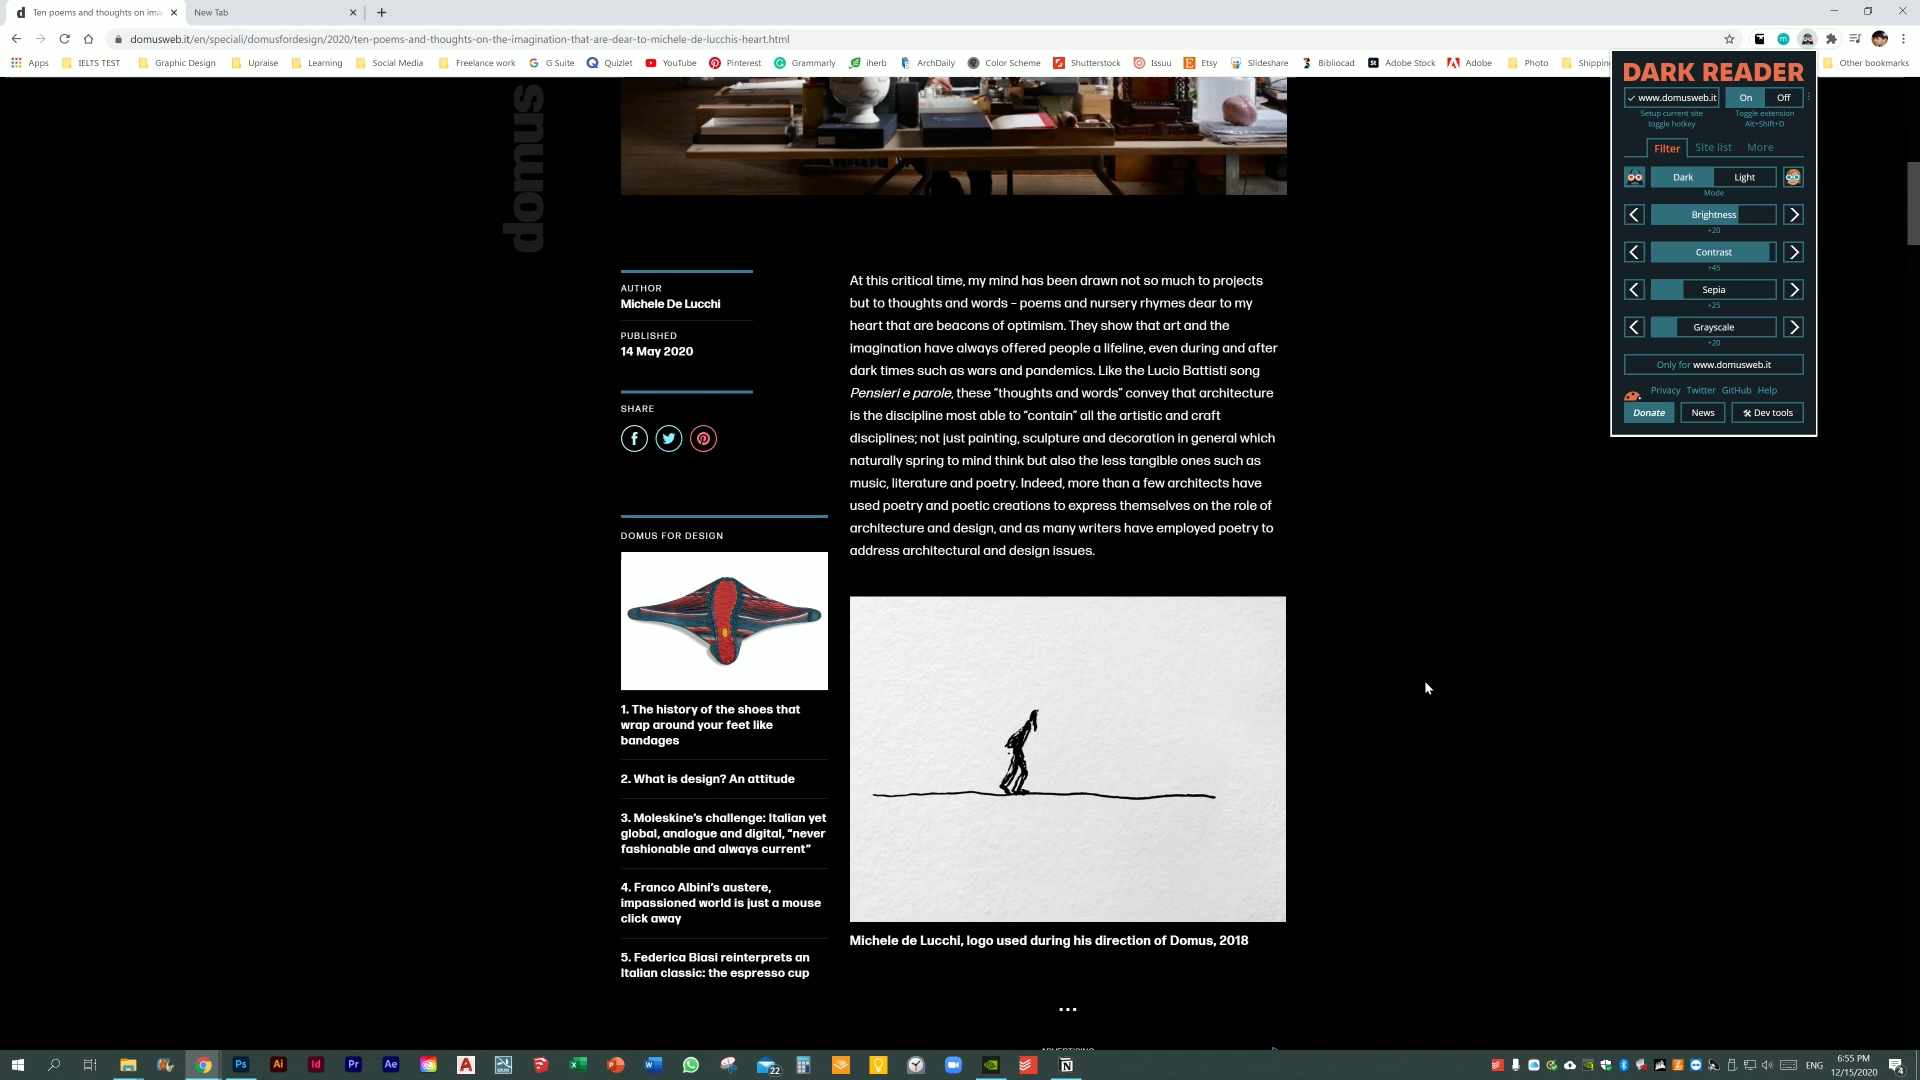 Ten poems and thoughts on ima
New Tab
domusweb.it/en/speciali/domusfordesign/2020/ten-poems-and-thoughts-on-the-imagination-that-are-dear-to-michele-de-lucchis-heart.html
Apps
IELTS TEST
Graphic Design
Upraise
Learning
Social Media
Freelance work
G Suite
Quizlet
YouTube
Pinterest
Grammarly
iherb
ArchDaily
Color Scheme
Shutterstock
Issuu
Etsy
Slideshare
Bibliocad
Adobe Stock
Adobe
Photo
Shipping
Other bookmarks
DARK READER
www.domusweb.it
On
Off
Setup current site
toggle hotkey
Toggle extension
Alt+Shift+D
Filter
Site list
More
Dark
Light
Mode
Brightness
+20
Contrast
+45
Sepia
+25
Grayscale
+20
Only for www.domusweb.it
Privacy
Twitter
GitHub
Help
Donate
News
Dev tools
domus
AUTHOR
Michele De Lucchi
PUBLISHED
14 May 2020
SHARE
DOMUS FOR DESIGN
1. The history of the shoes that
wrap around your feet like
bandages
2. What is design? An attitude
3. Moleskine's challenge: Italian yet
global, analogue and digital, “never
fashionable and always current”
4. Franco Albini's austere,
impassioned world is just a mouse
click away
5. Federica Biasi reinterprets an
Italian classic: the espresso cup
At this critical time, my mind has been drawn not so much to projects
but to thoughts and words – poems and nursery rhymes dear to my
heart that are beacons of optimism. They show that art and the
imagination have always offered people a lifeline, even during and after
dark times such as wars and pandemics. Like the Lucio Battisti song
Pensieri e parole, these “thoughts and words” convey that architecture
is the discipline most able to “contain” all the artistic and craft
disciplines; not just painting, sculpture and decoration in general which
naturally spring to mind think but also the less tangible ones such as
music, literature and poetry. Indeed, more than a few architects have
used poetry and poetic creations to express themselves on the role of
architecture and design, and as many writers have employed poetry to
address architectural and design issues.
Michele de Lucchi, logo used during his direction of Domus, 2018
...
ADVERTISING
Ps
Ai
Id
Pr
Ae
22
ENG
6:55 PM
12/15/2020
4